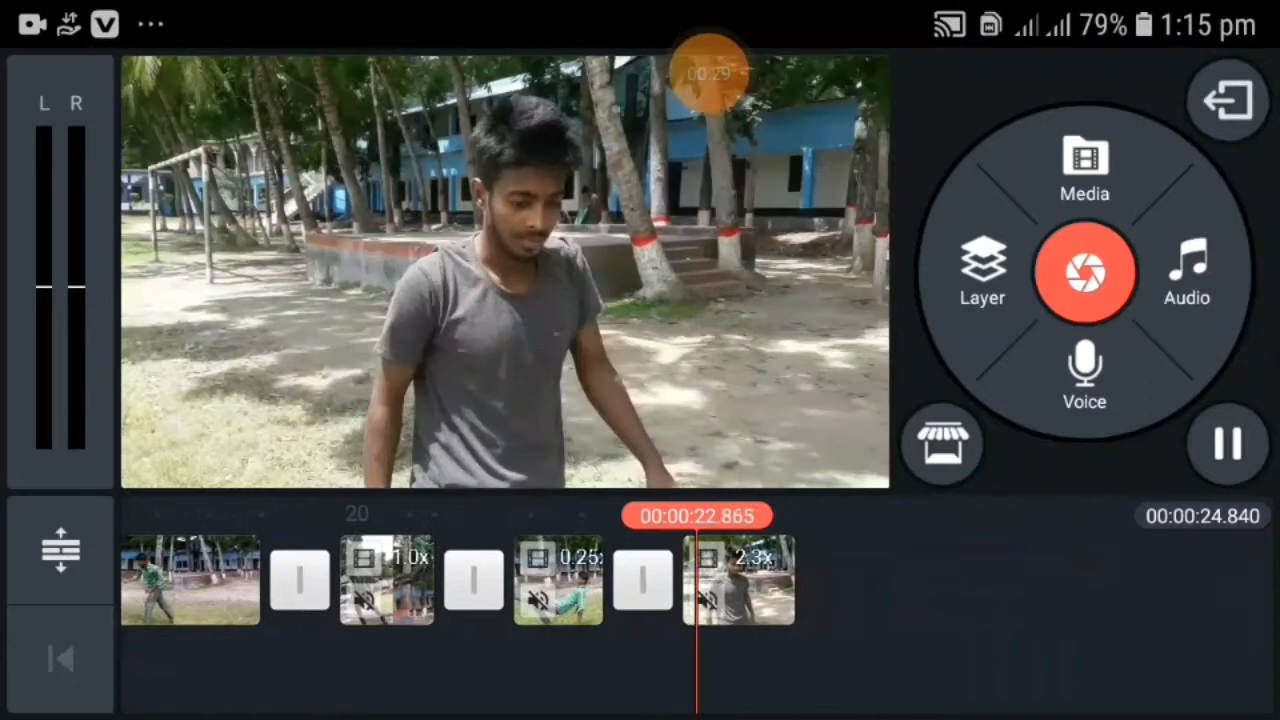 V
79% 1:15 pm
L R
00:29
Media
Layer
Audio
Voice
20
00:00:22.865
00:00:24.840
1.0x
0.25x
2.3x